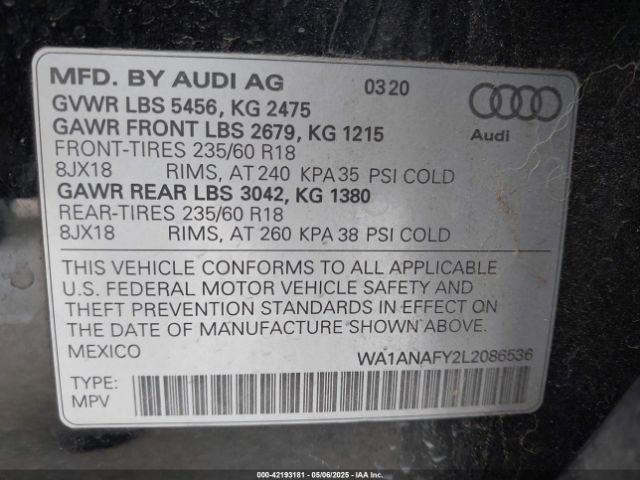 MFD. BY AUDI AG 0320
GVWR LBS 5456, KG 2475
GAWR FRONT LBS 2679, KG 1215
Audi
FRONT-TIRES 235/60 R18
8JX18 RIMS, AT 240 KPA 35 PSI COLD
GAWR REAR LBS 3042, KG 1380
REAR-TIRES 235/60 R18
8JX18 RIMS, AT 260 KPA 38 PSI COLD
THIS VEHICLE CONFORMS TO ALL APPLICABLE
U.S. FEDERAL MOTOR VEHICLE SAFETY AND
THEFT PREVENTION STANDARDS IN EFFECT ON
THE DATE OF MANUFACTURE SHOWN ABOVE.
MEXICO WA1ANAFY2L2086536
TYPE:
MPV
000-42193181 - 05/06/2025 - IAAI.COM